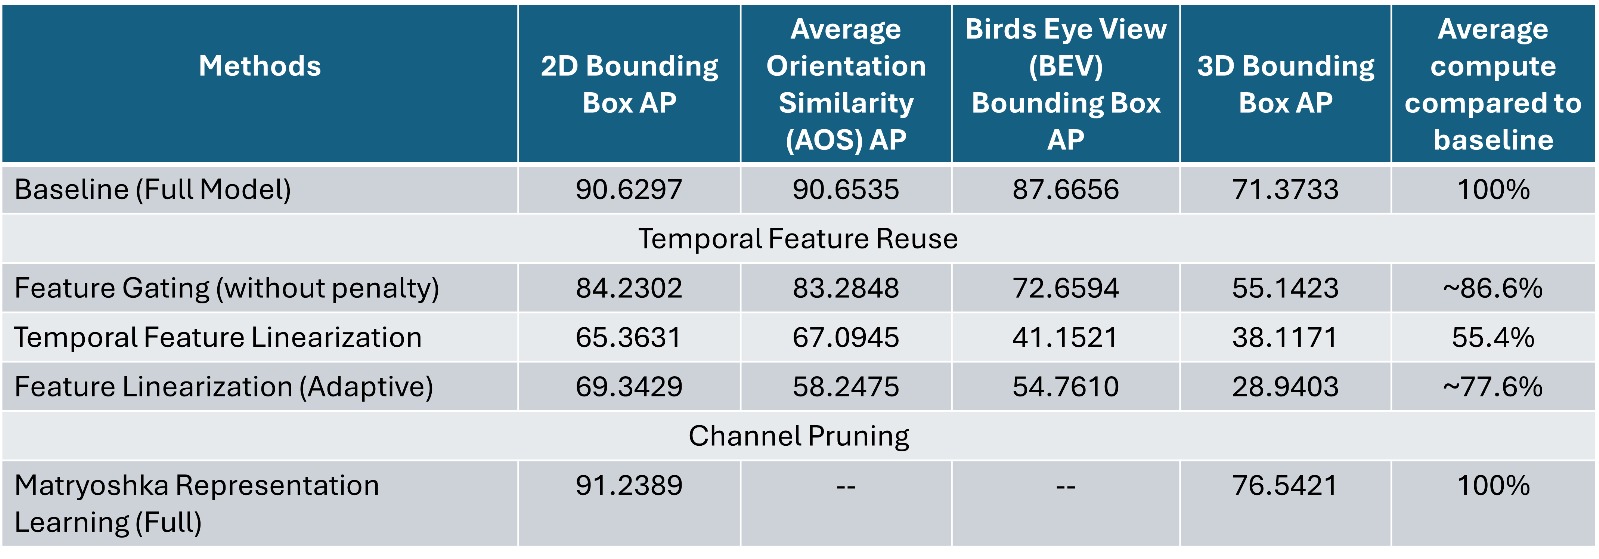 Methods
2D Bounding
Box AP
Average
Orientation
Similarity
(AOS) AP
Birds Eye View
(BEV)
Bounding Box
AP
3D Bounding
Box AP
Average
compute
compared to
baseline
Baseline (Full Model) 90.6297 90.6535 87.6656 71.3733 100%
Temporal Feature Reuse
Feature Gating (without penalty) 84.2302 83.2848 72.6594 55.1423 ~86.6%
Temporal Feature Linearization 65.3631 67.0945 41.1521 38.1171 55.4%
Feature Linearization (Adaptive) 69.3429 58.2475 54.7610 28.9403 ~77.6%
Channel Pruning
Matryoshka Representation 91.2389 -- -- 76.5421 100%
Learning (Full)